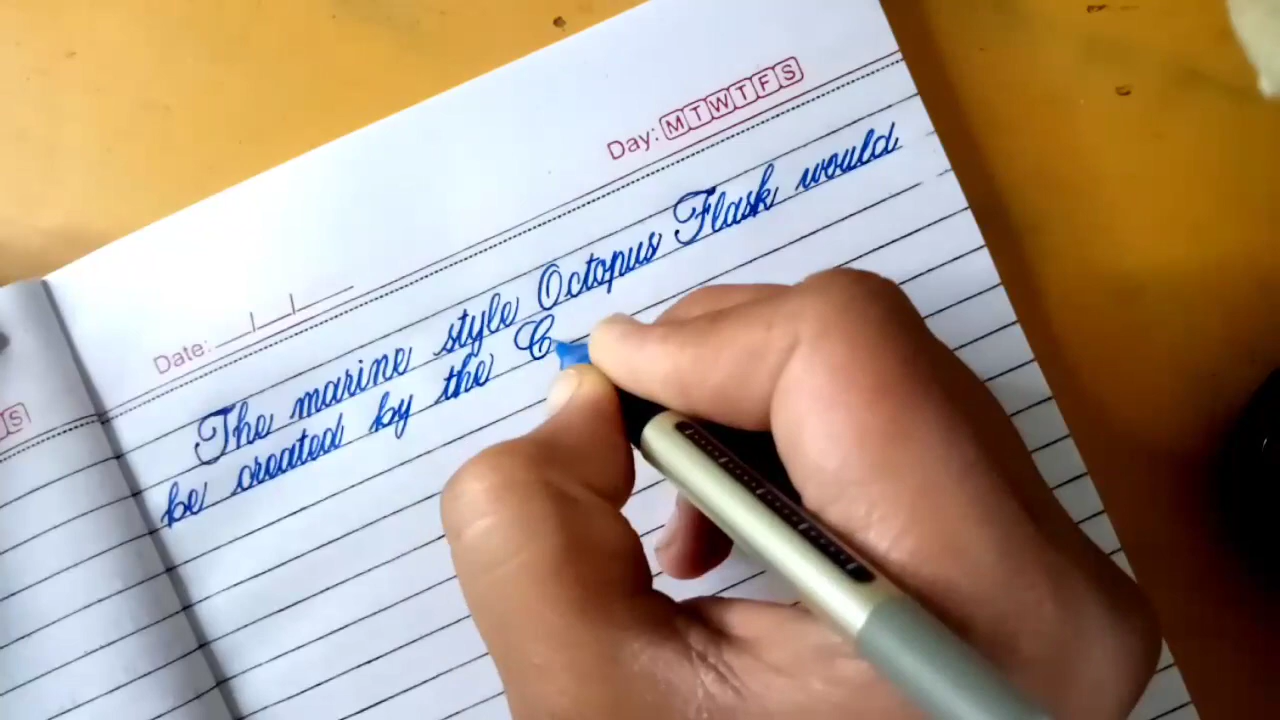 Day: M T W T F S
Date:
The marine style Octopus Flask would
be created by the C
S